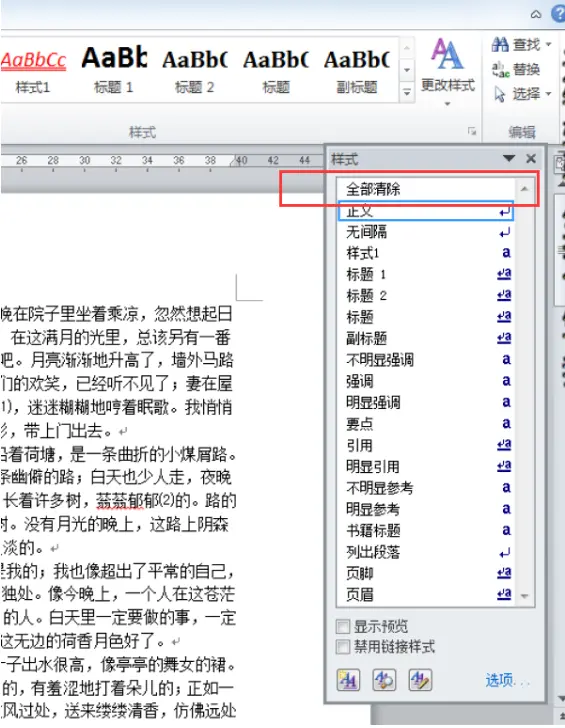 查找
替换
选择
编辑
AaBbCc
AaBb
AaBb(
AaBb(
AaBb(
样式1
标题 1
标题 2
标题
副标题
更改样式
样式
26 28 30 32 34 36 38 40 42 44
样式
全部清除
正文
无间隔
样式1
标题 1
标题 2
标题
副标题
不明显强调
强调
明显强调
要点
引用
明显引用
不明显参考
明显参考
书籍标题
列出段落
页脚
页眉
显示预览
禁用链接样式
选项...
晚在院子里坐着乘凉，忽然想起日
在这满月的光里，总该另有一番
吧。月亮渐渐地升高了，墙外马路
们的欢笑，已经听不见了；妻在屋
1)，迷迷糊糊地哼着眠歌。我悄悄
，带上门出去。
沿着荷塘，是一条曲折的小煤屑路。
条幽僻的路；白天也少人走，夜晚
长着许多树，蓊蓊郁郁⑵的。路的
树。没有月光的晚上，这路上阴森
淡的。
是我的；我也像超出了平常的自己，
独处。像今晚上，一个人在这苍茫
的人。白天里一定要做的事，一定
这无边的荷香月色好了。
子出水很高，像亭亭的舞女的裙。
的，有羞涩地打着朵儿的；正如一
风过处，送来缕缕清香，仿佛远处